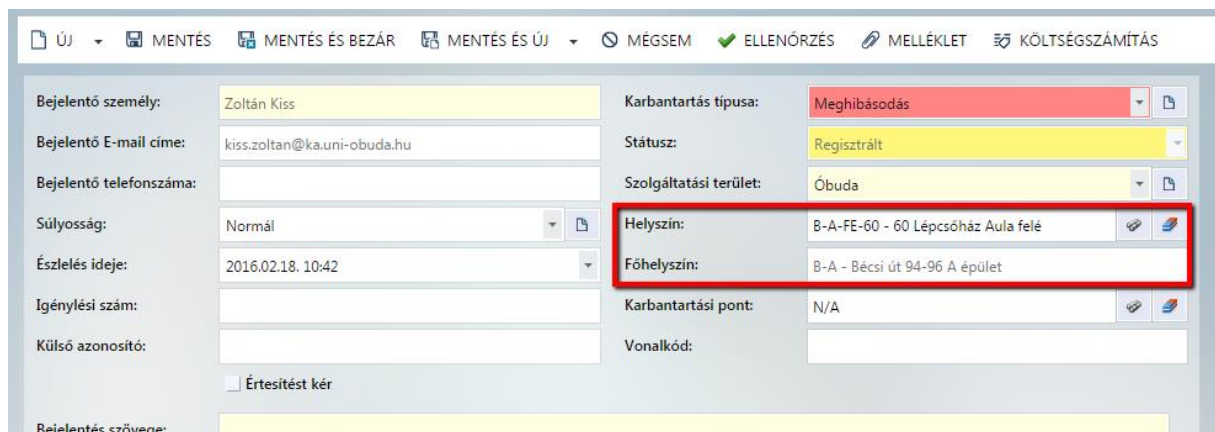 ÚJ MENTÉS MENTÉS ÉS BEZÁR MENTÉS ÉS ÚJ MÉGSEM ELLENŐRZÉS MELLÉKLET KÖLTSÉGSZÁMÍTÁS
Bejelentő személy: Zoltán Kiss Karbantartás típusa: Meghibásodás
Bejelentő E-mail címe: kiss.zoltan@ka.uni-obuda.hu Státusz: Regisztrált
Bejelentő telefonszáma: Szolgáltatási terület: Óbuda
Súlyosság: Normál Helyszín: B-A-FE-60 - 60 Lépcsőház Aula felé
Észlelés ideje: 2016.02.18. 10:42 Főhelyszín: B-A - Bécsi út 94-96 A épület
Igénylési szám: Karbantartási pont: N/A
Külső azonosító: Vonalkód:
Értesítést kér
Bejelentés szövege: